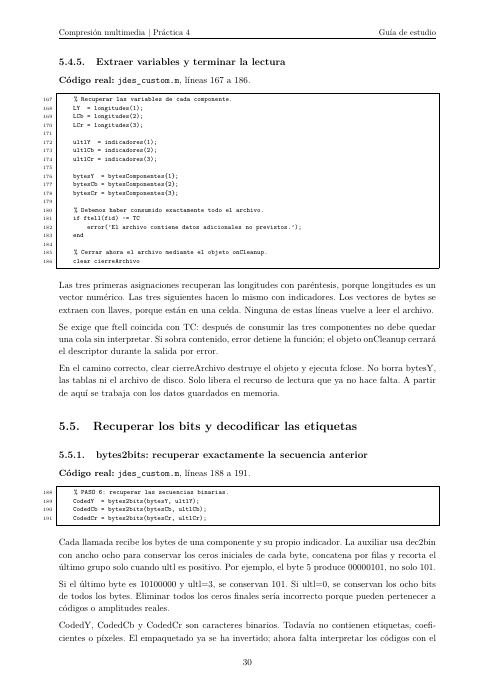 Compresión multimedia | Práctica 4 Guía de estudio
5.4.5. Extraer variables y terminar la lectura
Código real: jdes_custom.m, líneas 167 a 186.
167 % Recuperar las variables de cada componente.
168 LY = longitudes(1);
169 LCb = longitudes(2);
170 LCr = longitudes(3);
171
172 ultlY = indicadores(1);
173 ultlCb = indicadores(2);
174 ultlCr = indicadores(3);
175
176 bytesY = bytesComponentes{1};
177 bytesCb = bytesComponentes{2};
178 bytesCr = bytesComponentes{3};
179
180 % Debemos haber consumido exactamente todo el archivo.
181 if ftell(fid) ~= TC
182 error('El archivo contiene datos adicionales no previstos.');
183 end
184
185 % Cerrar ahora el archivo mediante el objeto onCleanup.
186 clear cierreArchivo
Las tres primeras asignaciones recuperan las longitudes con paréntesis, porque longitudes es un
vector numérico. Las tres siguientes hacen lo mismo con indicadores. Los vectores de bytes se
extraen con llaves, porque están en una celda. Ninguna de estas líneas vuelve a leer el archivo.
Se exige que ftell coincida con TC: después de consumir las tres componentes no debe quedar
una cola sin interpretar. Si sobra contenido, error detiene la función; el objeto onCleanup cerrará
el descriptor durante la salida por error.
En el camino correcto, clear cierreArchivo destruye el objeto y ejecuta fclose. No borra bytesY,
las tablas ni el archivo de disco. Solo libera el recurso de lectura que ya no hace falta. A partir
de aquí se trabaja con los datos guardados en memoria.
5.5. Recuperar los bits y decodificar las etiquetas
5.5.1. bytes2bits: recuperar exactamente la secuencia anterior
Código real: jdes_custom.m, líneas 188 a 191.
188 % PASO 6: recuperar las secuencias binarias.
189 CodedY = bytes2bits(bytesY, ultlY);
190 CodedCb = bytes2bits(bytesCb, ultlCb);
191 CodedCr = bytes2bits(bytesCr, ultlCr);
Cada llamada recibe los bytes de una componente y su propio indicador. La auxiliar usa dec2bin
con ancho ocho para conservar los ceros iniciales de cada byte, concatena por filas y recorta el
último grupo solo cuando ultl es positivo. Por ejemplo, el byte 5 produce 00000101, no solo 101.
Si el último byte es 10100000 y ultl=3, se conservan 101. Si ultl=0, se conservan los ocho bits
de todos los bytes. Eliminar todos los ceros finales sería incorrecto porque pueden pertenecer a
códigos o amplitudes reales.
CodedY, CodedCb y CodedCr son caracteres binarios. Todavía no contienen etiquetas, coefi-
cientes o píxeles. El empaquetado ya se ha invertido; ahora falta interpretar los códigos con el
30